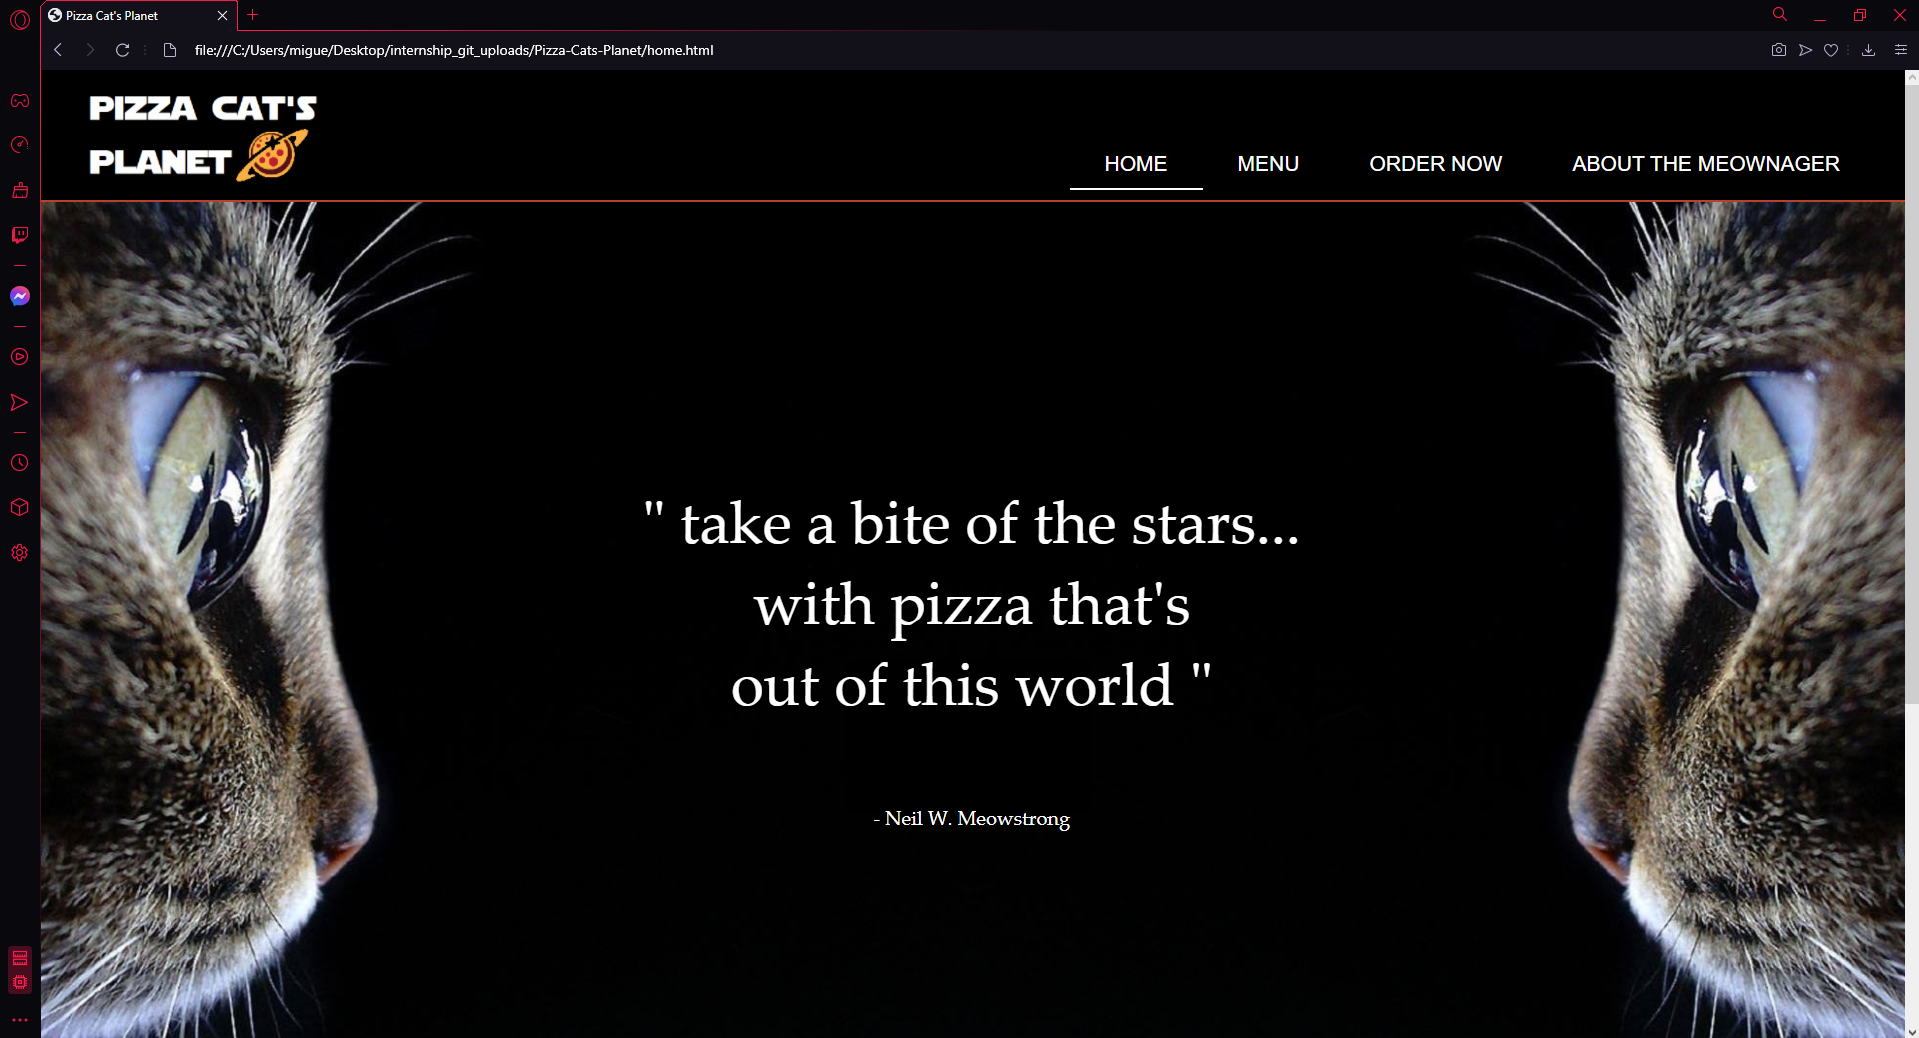 Pizza Cat's Planet
file:///C:/Users/migue/Desktop/internship_git_uploads/Pizza-Cats-Planet/home.html
PIZZA CAT'S
PLANET
HOME MENU ORDER NOW ABOUT THE MEOWNAGER
" take a bite of the stars...
with pizza that's
out of this world "
- Neil W. Meowstrong